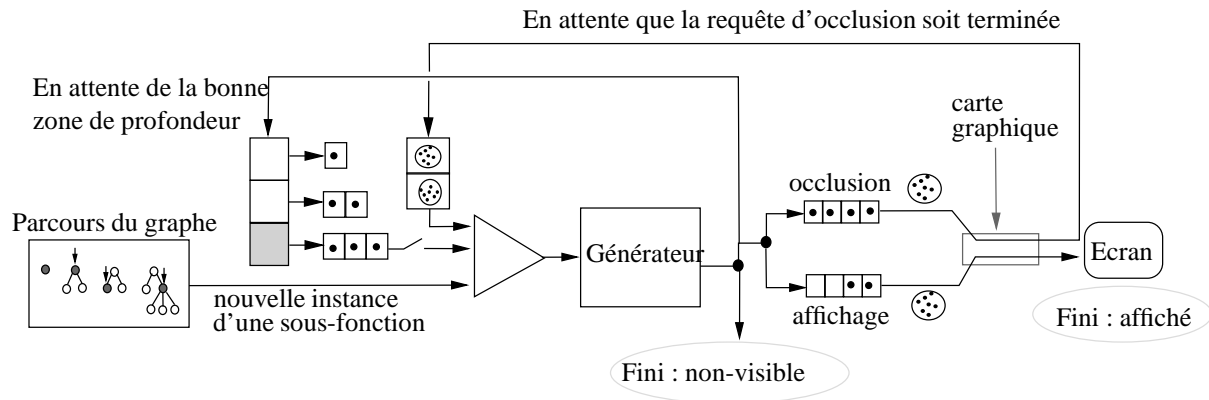 En attente que la requête d’occlusion soit terminée
En attente de la bonne
zone de profondeur
carte
graphique
occlusion
Parcours du graphe
Générateur
Ecran
nouvelle instance
d’une sous-fonction
affichage
Fini : affiché
Fini : non-visible